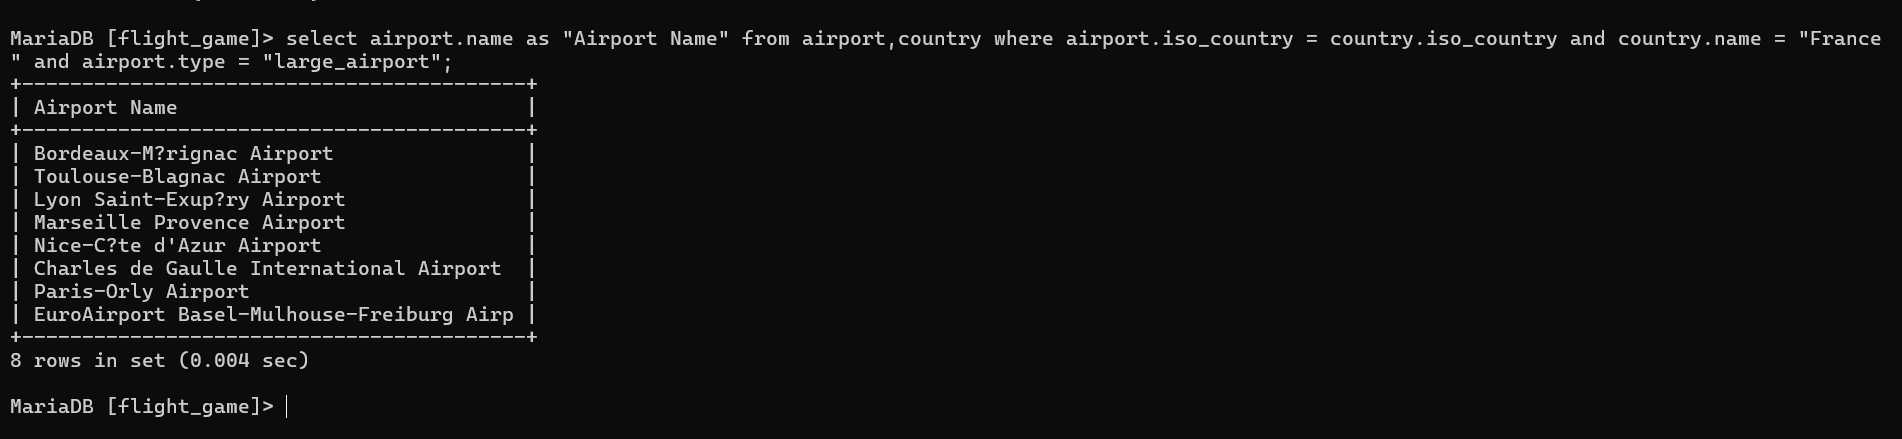 MariaDB [flight_game]> select airport.name as "Airport Name" from airport,country where airport.iso_country = country.iso_country and country.name = "France
" and airport.type = "large_airport";
+------------------------------------------+
| Airport Name                             |
+------------------------------------------+
| Bordeaux-M?rignac Airport                |
| Toulouse-Blagnac Airport                 |
| Lyon Saint-Exup?ry Airport               |
| Marseille Provence Airport               |
| Nice-C?te d'Azur Airport                 |
| Charles de Gaulle International Airport  |
| Paris-Orly Airport                       |
| EuroAirport Basel-Mulhouse-Freiburg Airp |
+------------------------------------------+
8 rows in set (0.004 sec)
MariaDB [flight_game]>